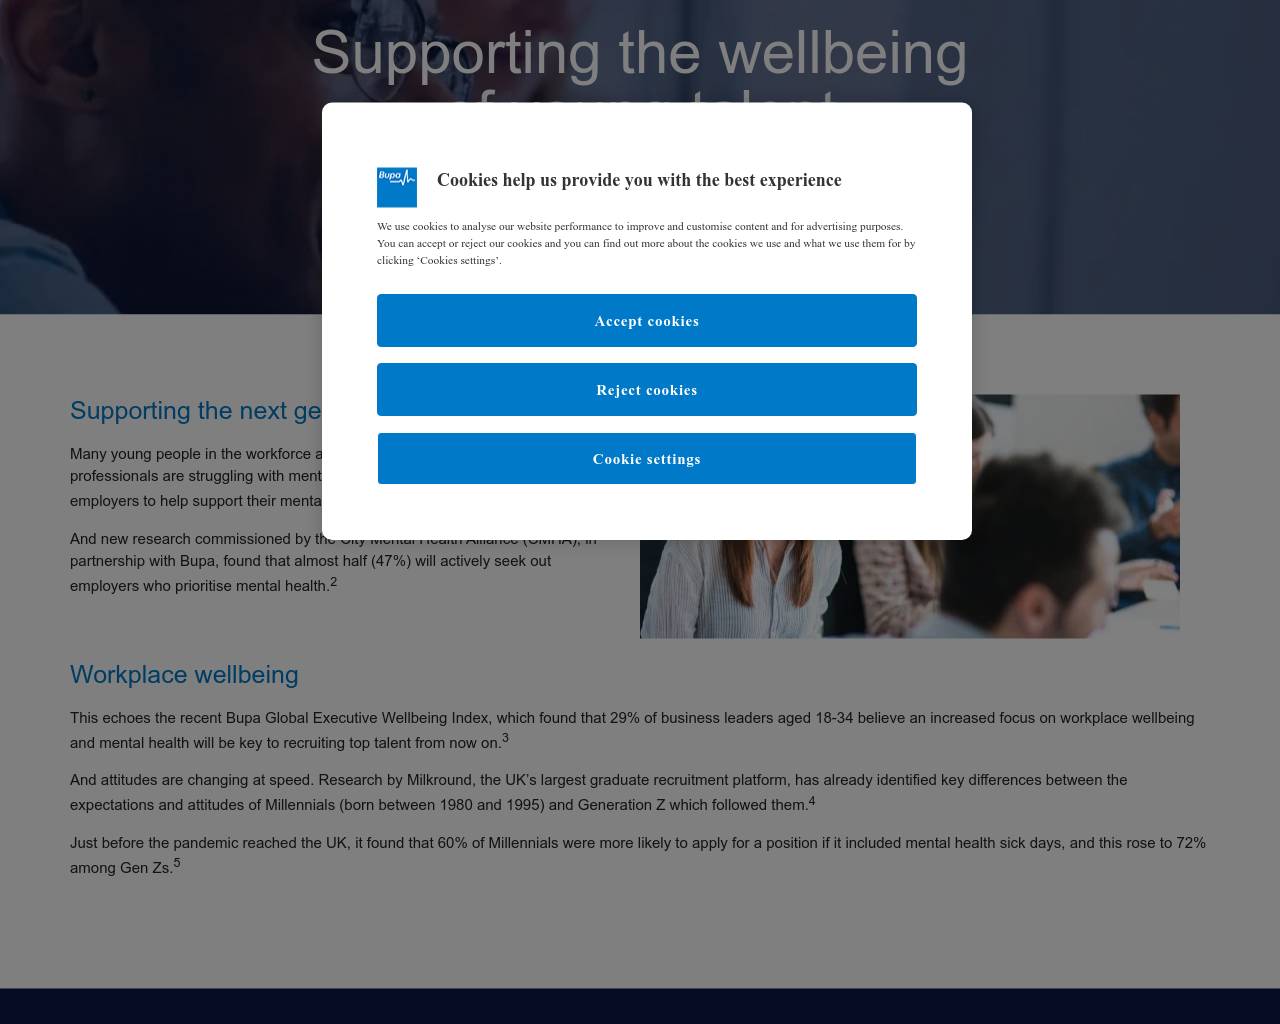 Supporting the wellbeing
Bupa
Cookies help us provide you with the best experience
We use cookies to analyse our website performance to improve and customise content and for advertising purposes.
You can accept or reject our cookies and you can find out more about the cookies we use and what we use them for by
clicking ‘Cookies settings’.
Accept cookies
Reject cookies
Cookie settings
Supporting the next
Many young people in the workforce
professionals are struggling with
employers to help support their
And new research commissioned by the City Mental Health Alliance (CMHA), in
partnership with Bupa, found that almost half (47%) will actively seek out
employers who prioritise mental health.2
Workplace wellbeing
This echoes the recent Bupa Global Executive Wellbeing Index, which found that 29% of business leaders aged 18-34 believe an increased focus on workplace wellbeing
and mental health will be key to recruiting top talent from now on.3
And attitudes are changing at speed. Research by Milkround, the UK’s largest graduate recruitment platform, has already identified key differences between the
expectations and attitudes of Millennials (born between 1980 and 1995) and Generation Z which followed them.4
Just before the pandemic reached the UK, it found that 60% of Millennials were more likely to apply for a position if it included mental health sick days, and this rose to 72%
among Gen Zs.5